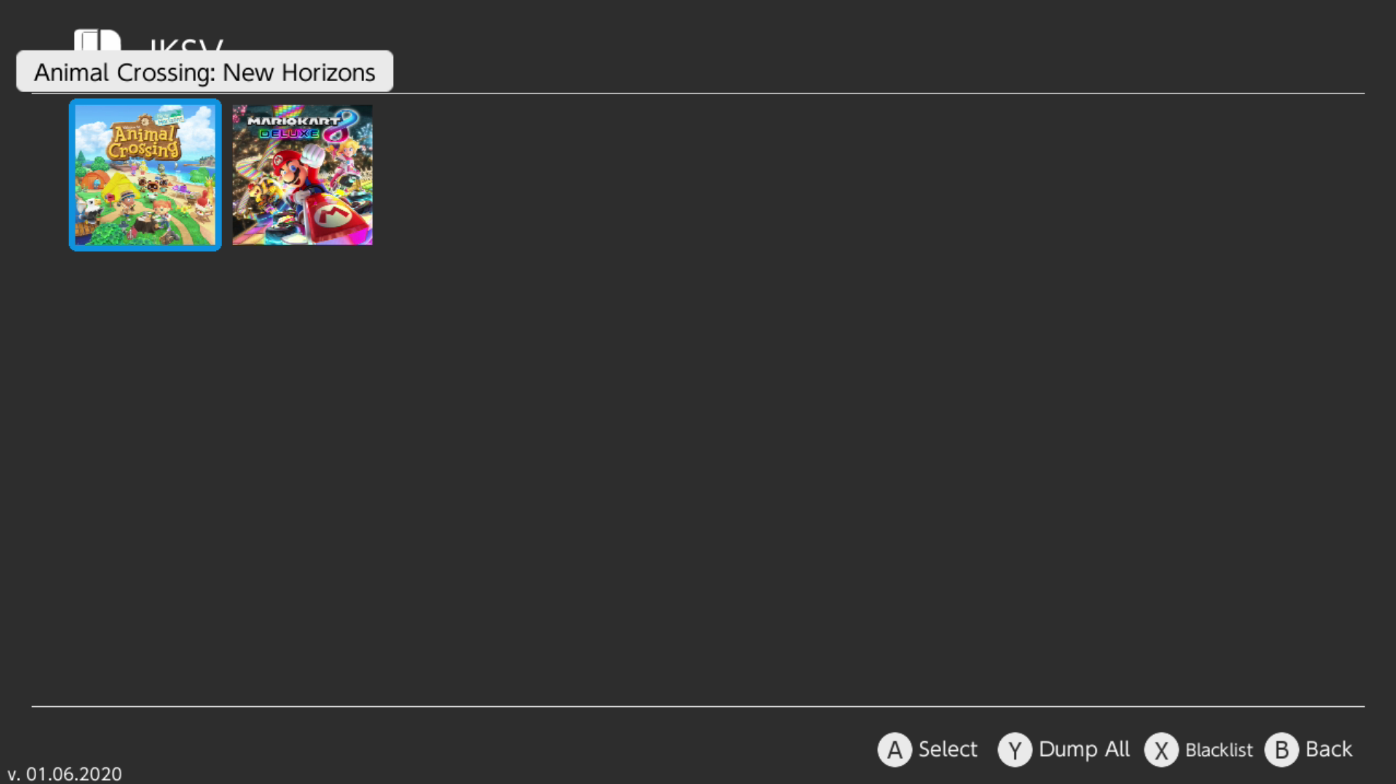 JKSV
Animal Crossing: New Horizons
Animal
Crossing
MARIOKART 8
DELUXE
A Select Y Dump All X Blacklist B Back
v. 01.06.2020